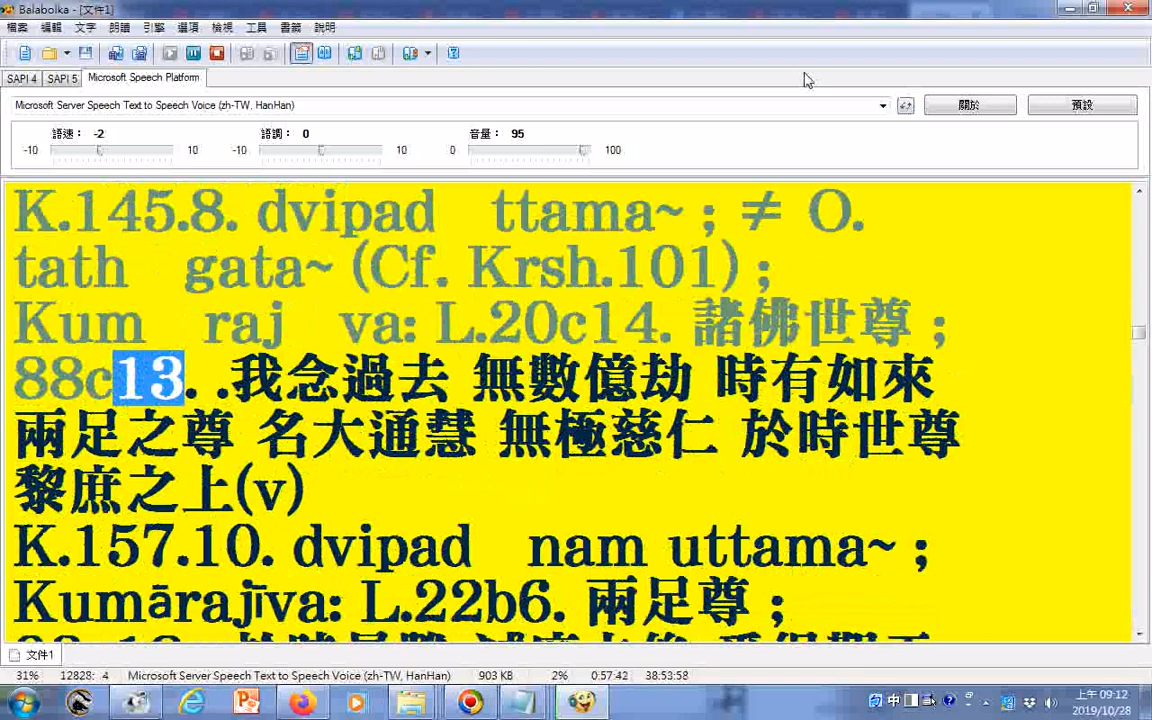 Balabolka - [文件1]
檔案 編輯 文字 朗讀 引擎 選項 檢視 工具 書籤 說明
SAPI 4 SAPI 5 Microsoft Speech Platform
Microsoft Server Speech Text to Speech Voice (zh-TW, HanHan) 關於 預設
語速： -2 語調： 0 音量： 95
-10 10 -10 10 0 100
K.145.8. dvipad ttama~ ; ≠ O.
tath gata~ (Cf. Krsh.101) ;
Kum raj va: L.20c14. 諸佛世尊 ;
88c13. .我念過去 無數億劫 時有如來
兩足之尊 名大通慧 無極慈仁 於時世尊
黎庶之上(v)
K.157.10. dvipad nam uttama~ ;
Kumārajīva: L.22b6. 兩足尊 ;
文件1
31% 12828: 4 Microsoft Server Speech Text to Speech Voice (zh-TW, HanHan) 903 KB 2% 0:57:42 38:53:58
中 上午 09:12
2019/10/28